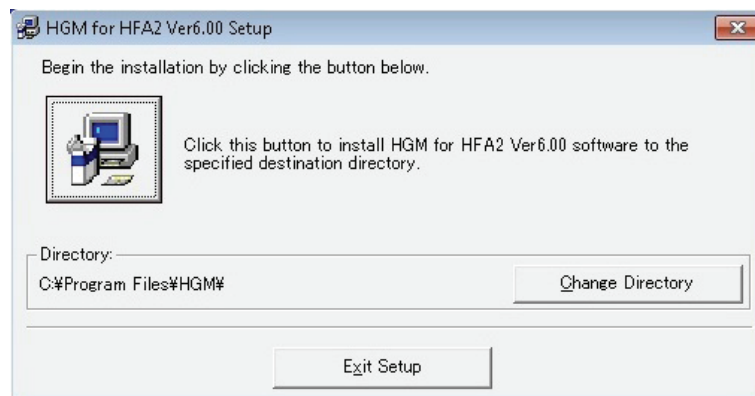 HGM for HFA2 Ver6.00 Setup
Begin the installation by clicking the button below.
Click this button to install HGM for HFA2 Ver6.00 software to the
specified destination directory.
Directory:
C:¥Program Files¥HGM¥
Change Directory
Exit Setup